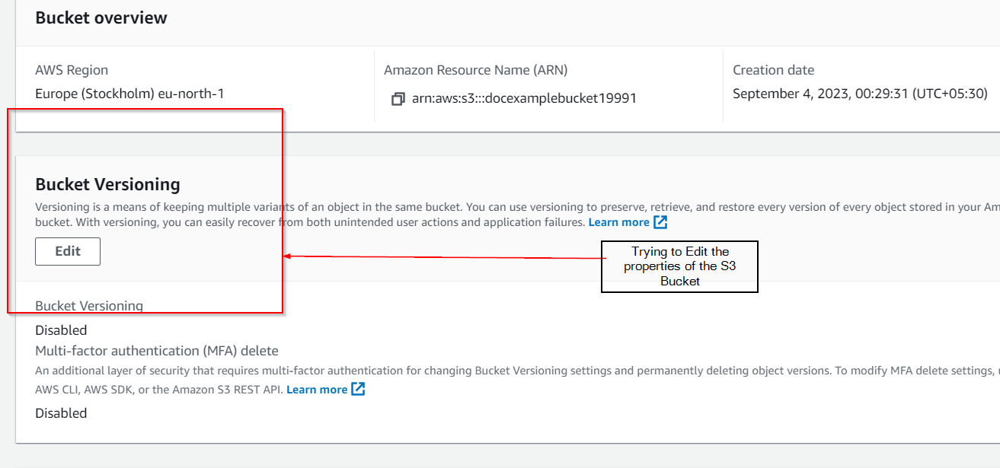 Bucket overview
AWS Region
Amazon Resource Name (ARN)
Creation date
Europe (Stockholm) eu-north-1
arn:aws:s3:::docexamplebucket19991
September 4, 2023, 00:29:31 (UTC+05:30)
Bucket Versioning
Versioning is a means of keeping multiple variants of an object in the same bucket. You can use versioning to preserve, retrieve, and restore every version of every object stored in your Am
bucket. With versioning, you can easily recover from both unintended user actions and application failures. Learn more
Edit
Trying to Edit the
properties of the S3
Bucket
Bucket Versioning
Disabled
Multi-factor authentication (MFA) delete
An additional layer of security that requires multi-factor authentication for changing Bucket Versioning settings and permanently deleting object versions. To modify MFA delete settings,
AWS CLI, AWS SDK, or the Amazon S3 REST API. Learn more
Disabled